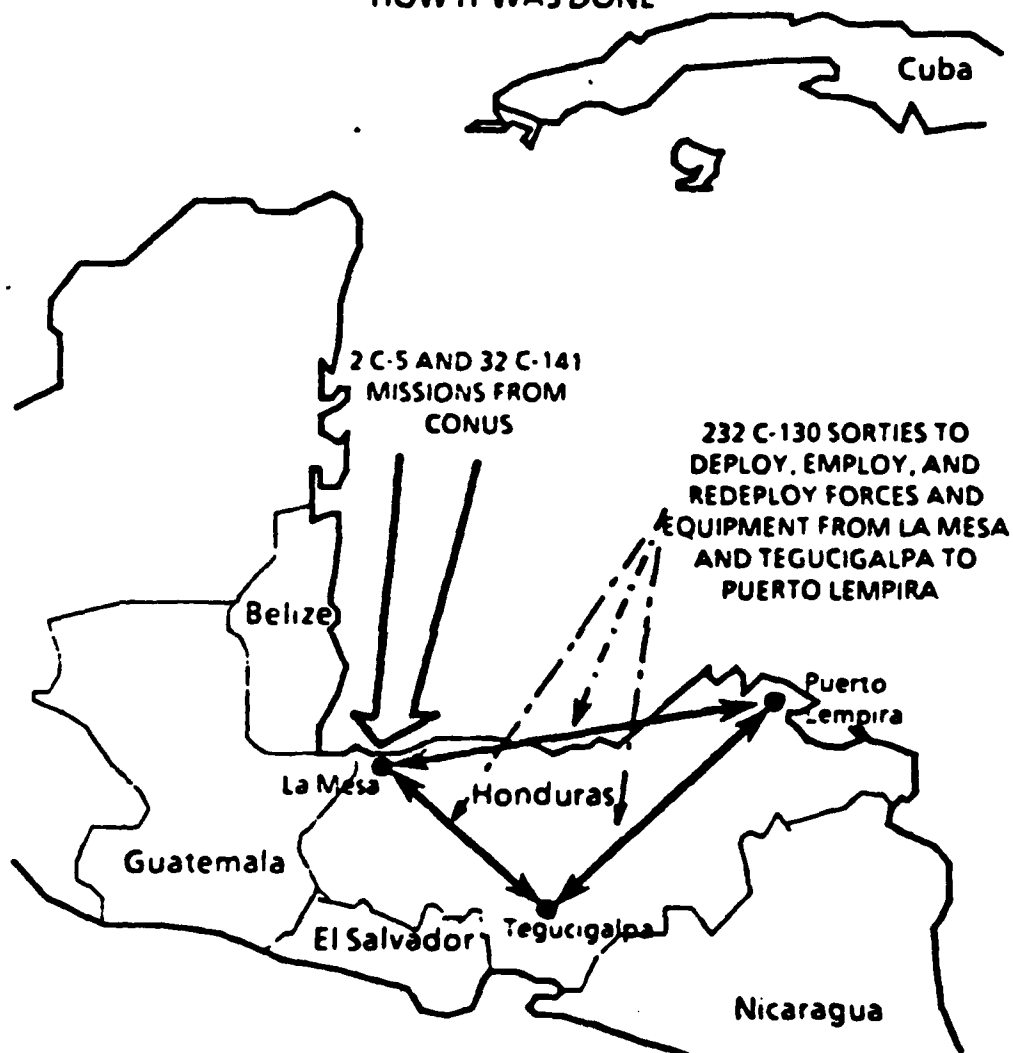 HOW IT WAS DONE
Cuba
2 C-5 AND 32 C-141
MISSIONS FROM
CONUS
232 C-130 SORTIES TO
DEPLOY, EMPLOY, AND
REDEPLOY FORCES AND
EQUIPMENT FROM LA MESA
AND TEGUCIGALPA TO
PUERTO LEMPIRA
Belize
Puerto
Lempira
La Mesa
Honduras
Guatemala
El Salvador
Tegucigalpa
Nicaragua